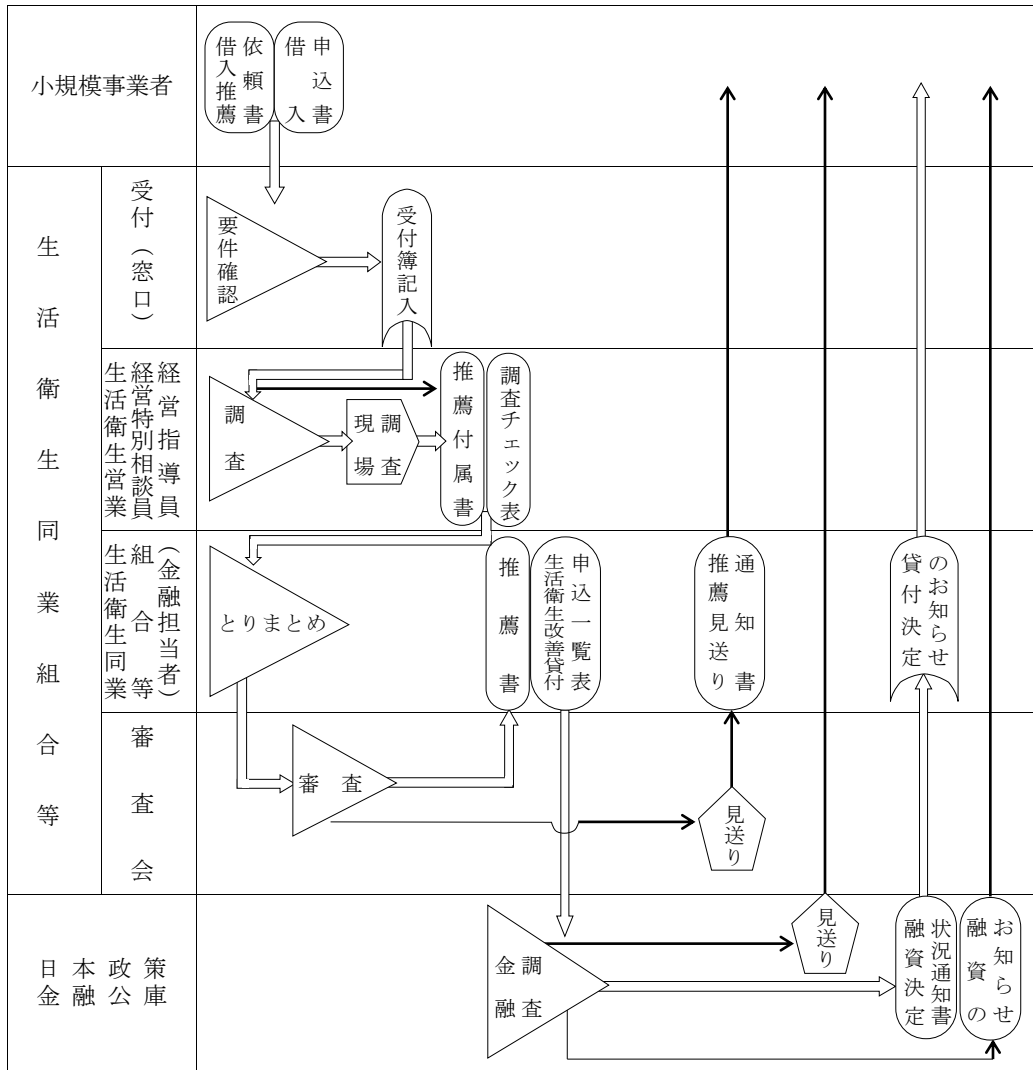 小規模事業者
借入推薦
依頼書
借入
申込書
生活衛生同業組合等
受付（窓口）
要件確認
受付簿記入
生活衛生営業
経営特別相談員
経営指導員
調査
現場
調査
推薦付属書
調査チェック表
生活衛生同業
組合等
（金融担当者）
とりまとめ
推薦書
生活衛生改善貸付
申込一覧表
推薦見送り
通知書
貸付決定
のお知らせ
審査会
審査
見送り
日本政策
金融公庫
金融
調査
見送り
融資決定
状況通知書
融資の
お知らせ